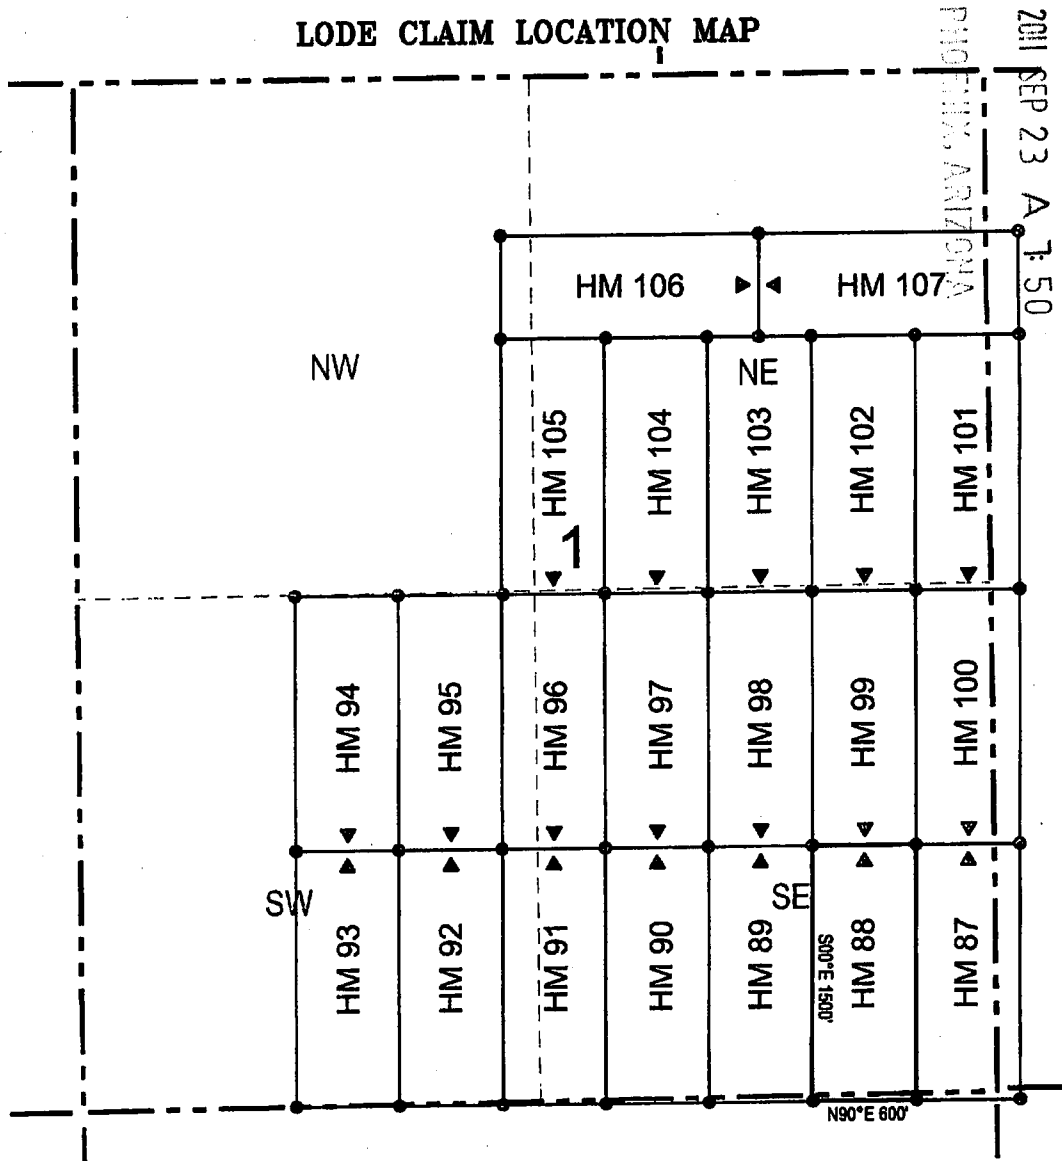 LODE CLAIM LOCATION MAP
2011 SEP 23 A 7:50
PHOENIX, ARIZONA
HM 106
HM 107
NW
NE
HM 105
HM 104
HM 103
HM 102
HM 101
1
HM 94
HM 95
HM 96
HM 97
HM 98
HM 99
HM 100
SW
SE
HM 93
HM 92
HM 91
HM 90
HM 89
S00°E 1500'
HM 88
HM 87
N90°E 600'